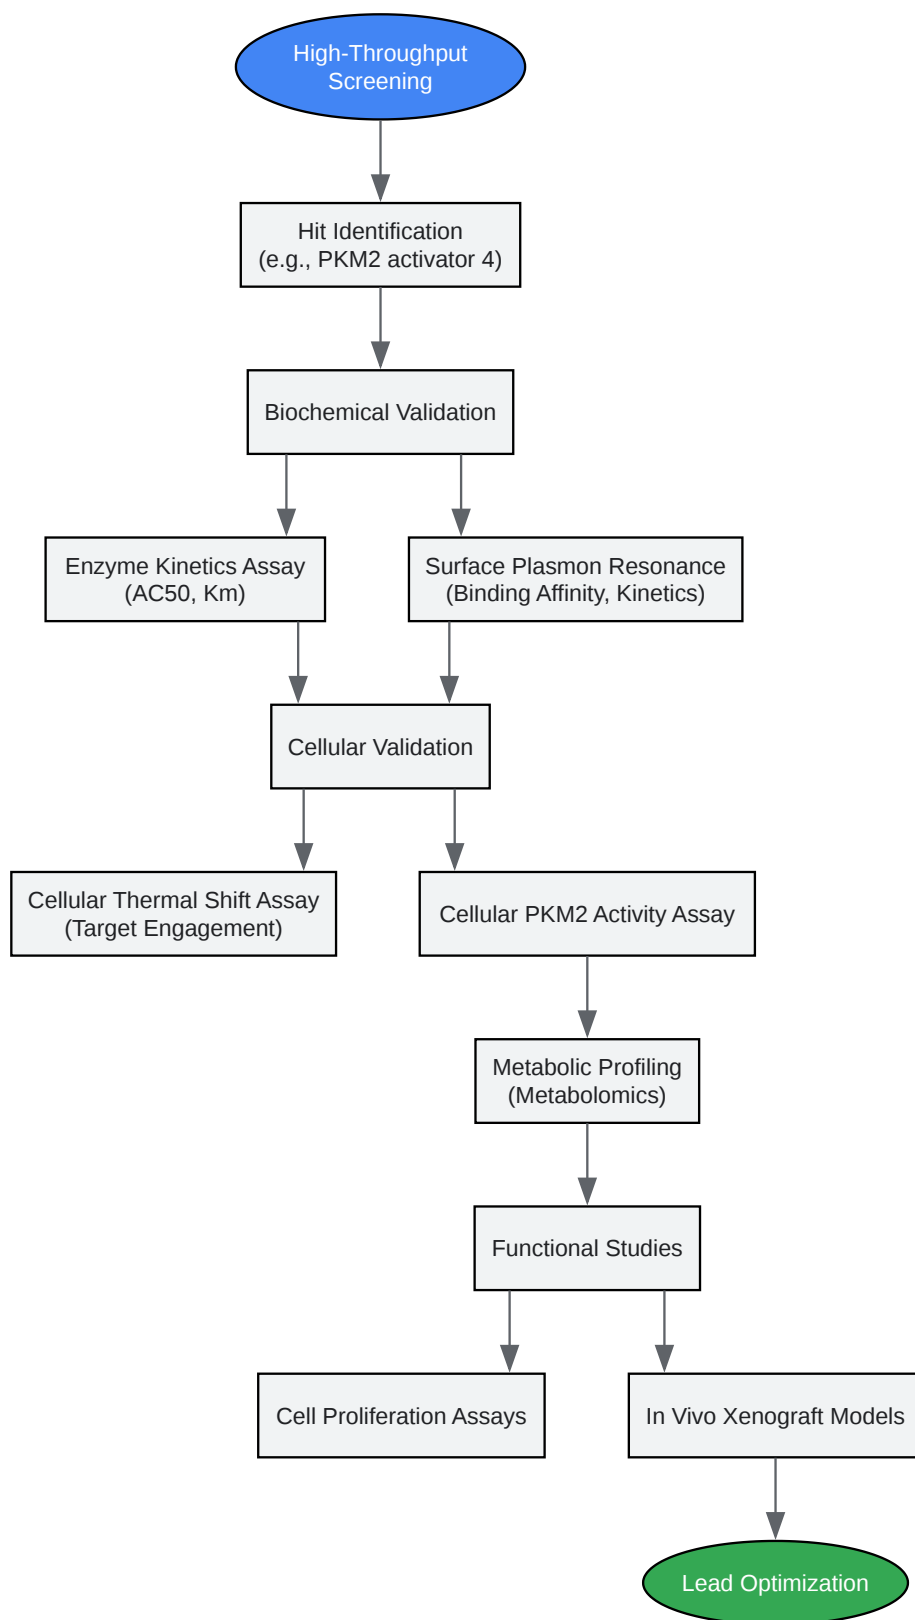 High-Throughput
Screening
Hit Identification
(e.g., PKM2 activator 4)
Biochemical Validation
Enzyme Kinetics Assay
(AC50, Km)
Surface Plasmon Resonance
(Binding Affinity, Kinetics)
Cellular Validation
Cellular Thermal Shift Assay
(Target Engagement)
Cellular PKM2 Activity Assay
Metabolic Profiling
(Metabolomics)
Functional Studies
Cell Proliferation Assays
In Vivo Xenograft Models
Lead Optimization